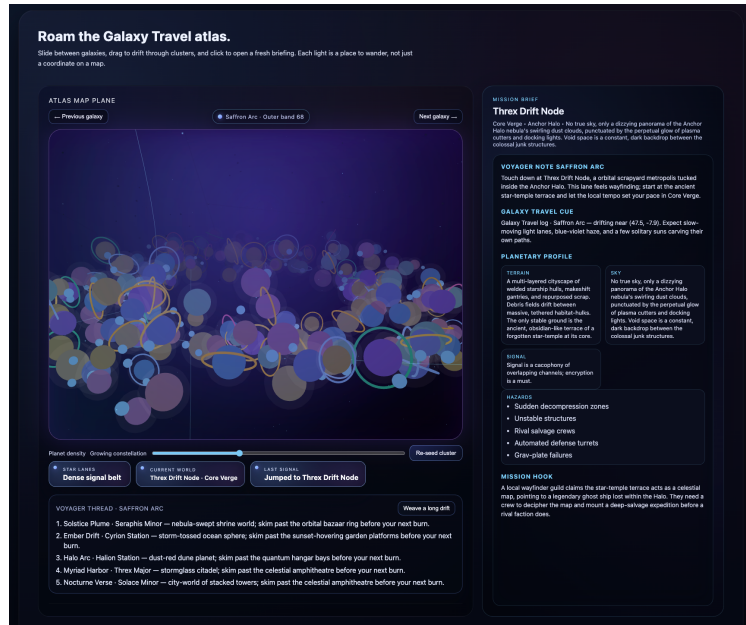 Roam the Galaxy Travel atlas.
Slide between galaxies, drag to drift through clusters, and click to open a fresh briefing. Each light is a place to wander, not just
a coordinate on a map.
ATLAS MAP PLANE
← Previous galaxy
Saffron Arc · Outer band 68
Next galaxy —
Planet density Growing constellation
Re-seed cluster
STAR LANES
Dense signal belt
CURRENT WORLD
Threx Drift Node · Core Verge
LAST SIGNAL
Jumped to Threx Drift Node
VOYAGER THREAD · SAFFRON ARC
Weave a long drift
1. Solstice Plume · Seraphis Minor — nebula-swept shrine world; skim past the orbital bazaar ring before your next burn.
2. Ember Drift · Cyrion Station — storm-tossed ocean sphere; skim past the sunset-hovering garden platforms before your next
burn.
3. Halo Arc · Halion Station — dust-red dune planet; skim past the quantum hangar bays before your next burn.
4. Myriad Harbor · Threx Major — stormglass citadel; skim past the celestial amphitheatre before your next burn.
5. Nocturne Verse · Solace Minor — city-world of stacked towers; skim past the celestial amphitheatre before your next burn.
MISSION BRIEF
Threx Drift Node
Core Verge • Anchor Halo • No true sky, only a dizzying panorama of the Anchor
Halo nebula's swirling dust clouds, punctuated by the perpetual glow of plasma
cutters and docking lights. Void space is a constant, dark backdrop between the
colossal junk structures.
VOYAGER NOTE SAFFRON ARC
Touch down at Threx Drift Node, a orbital scrapyard metropolis tucked
inside the Anchor Halo. This lane feels wayfinding; start at the ancient
star-temple terrace and let the local tempo set your pace in Core Verge.
GALAXY TRAVEL CUE
Galaxy Travel log · Saffron Arc — drifting near (47.5, -7.9). Expect slow-
moving light lanes, blue-violet haze, and a few solitary suns carving their
own paths.
PLANETARY PROFILE
TERRAIN
A multi-layered cityscape of
welded starship hulls, makeshift
gantries, and repurposed scrap.
Debris fields drift between
massive, tethered habitat-hulks.
The only stable ground is the
ancient, obsidian-like terrace of a
forgotten star-temple at its core.
SKY
No true sky, only a dizzying
panorama of the Anchor Halo
nebula's swirling dust clouds,
punctuated by the perpetual glow
of plasma cutters and docking
lights. Void space is a constant,
dark backdrop between the
colossal junk structures.
SIGNAL
Signal is a cacophony of
overlapping channels; encryption
is a must.
HAZARDS
• Sudden decompression zones
• Unstable structures
• Rival salvage crews
• Automated defense turrets
• Grav-plate failures
MISSION HOOK
A local wayfinder guild claims the star-temple terrace acts as a celestial
map, pointing to a legendary ghost ship lost within the Halo. They need a
crew to decipher the map and mount a deep-salvage expedition before a
rival faction does.